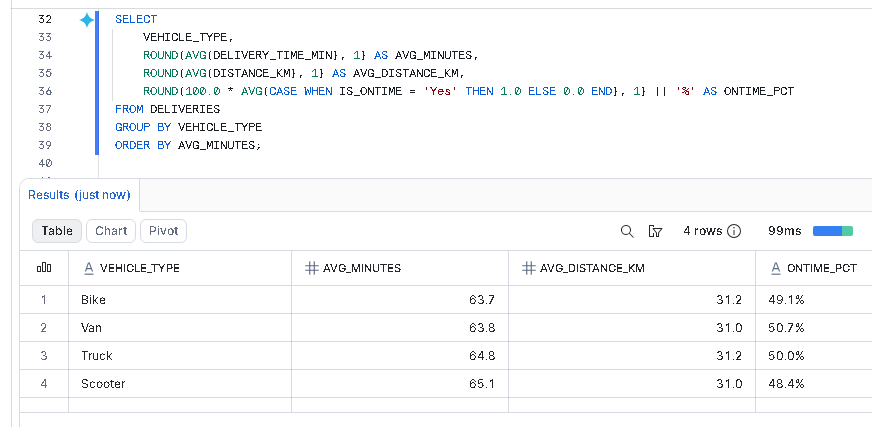 32 SELECT
33 VEHICLE_TYPE,
34 ROUND(AVG(DELIVERY_TIME_MIN), 1) AS AVG_MINUTES,
35 ROUND(AVG(DISTANCE_KM), 1) AS AVG_DISTANCE_KM,
36 ROUND(100.0 * AVG(CASE WHEN IS_ONTIME = 'Yes' THEN 1.0 ELSE 0.0 END), 1) || '%' AS ONTIME_PCT
37 FROM DELIVERIES
38 GROUP BY VEHICLE_TYPE
39 ORDER BY AVG_MINUTES;
40
Results (just now)
Table Chart Pivot 4 rows 99ms
A VEHICLE_TYPE # AVG_MINUTES # AVG_DISTANCE_KM A ONTIME_PCT
1 Bike 63.7 31.2 49.1%
2 Van 63.8 31.0 50.7%
3 Truck 64.8 31.2 50.0%
4 Scooter 65.1 31.0 48.4%